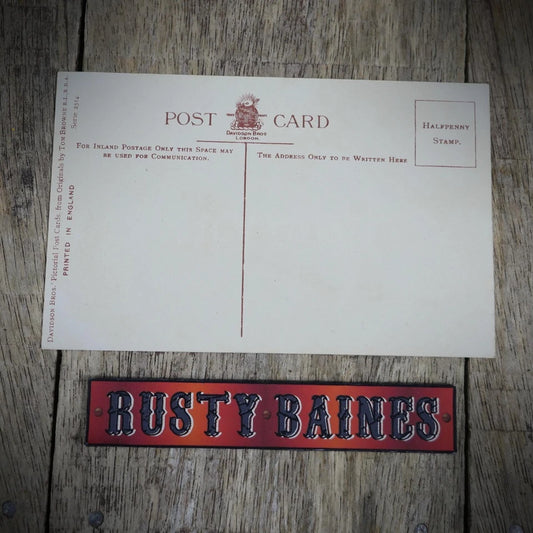 POST CARD
DAVIDSON BROS
LONDON.
FOR INLAND POSTAGE ONLY THIS SPACE MAY
BE USED FOR COMMUNICATION.
THE ADDRESS ONLY TO BE WRITTEN HERE
HALFPENNY
STAMP.
DAVIDSON BROS. Pictorial Post Cards, from Originals by TOM BROWNE R.I., R.B.A.
Serie 2514
PRINTED IN ENGLAND
RUSTY BAINES